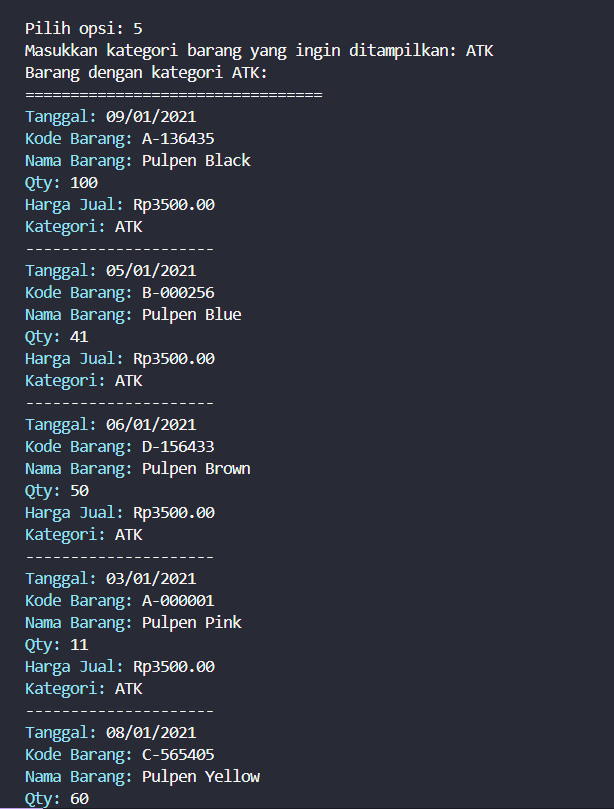 Pilih opsi: 5
Masukkan kategori barang yang ingin ditampilkan: ATK
Barang dengan kategori ATK:
=================================
Tanggal: 09/01/2021
Kode Barang: A-136435
Nama Barang: Pulpen Black
Qty: 100
Harga Jual: Rp3500.00
Kategori: ATK
---------------------
Tanggal: 05/01/2021
Kode Barang: B-000256
Nama Barang: Pulpen Blue
Qty: 41
Harga Jual: Rp3500.00
Kategori: ATK
---------------------
Tanggal: 06/01/2021
Kode Barang: D-156433
Nama Barang: Pulpen Brown
Qty: 50
Harga Jual: Rp3500.00
Kategori: ATK
---------------------
Tanggal: 03/01/2021
Kode Barang: A-000001
Nama Barang: Pulpen Pink
Qty: 11
Harga Jual: Rp3500.00
Kategori: ATK
---------------------
Tanggal: 08/01/2021
Kode Barang: C-565405
Nama Barang: Pulpen Yellow
Qty: 60